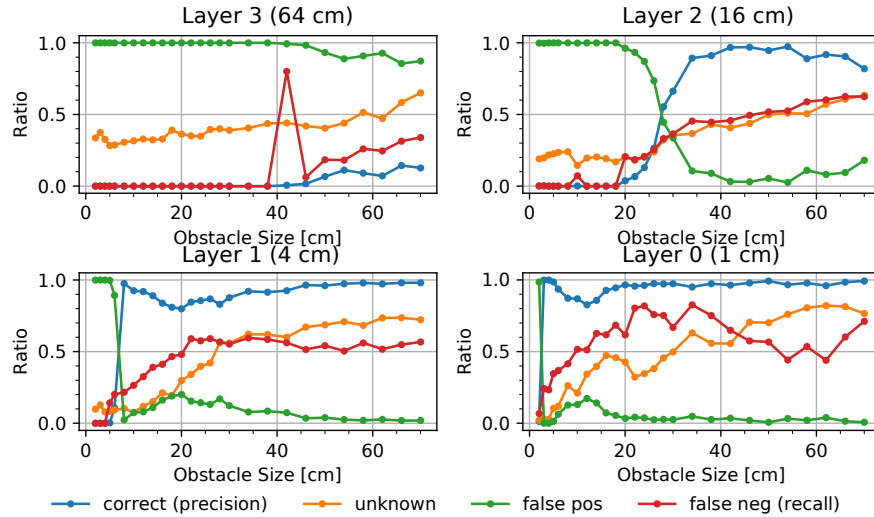 Layer 3 (64 cm)
1.0
0.5
0.0
Ratio
0
20
40
60
Obstacle Size [cm]
Layer 2 (16 cm)
1.0
0.5
0.0
Ratio
0
20
40
60
Obstacle Size [cm]
Layer 1 (4 cm)
1.0
0.5
0.0
Ratio
0
20
40
60
Obstacle Size [cm]
Layer 0 (1 cm)
1.0
0.5
0.0
Ratio
0
20
40
60
Obstacle Size [cm]
correct (precision) unknown false pos false neg (recall)